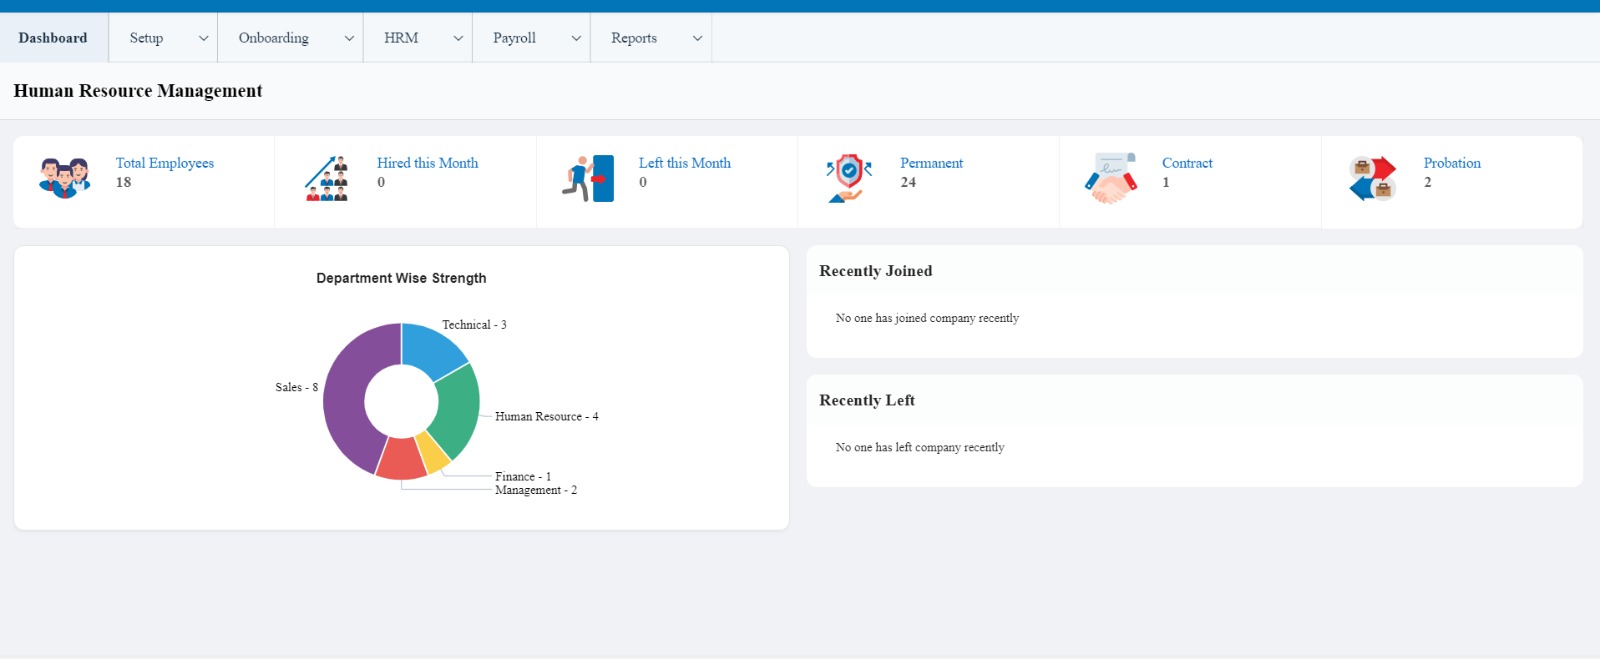 Dashboard
Setup
Onboarding
HRM
Payroll
Reports
Human Resource Management
Total Employees
18
Hired this Month
0
Left this Month
0
Permanent
24
Contract
1
Probation
2
Department Wise Strength
Technical - 3
Sales - 8
Human Resource - 4
Finance - 1
Management - 2
Recently Joined
No one has joined company recently
Recently Left
No one has left company recently